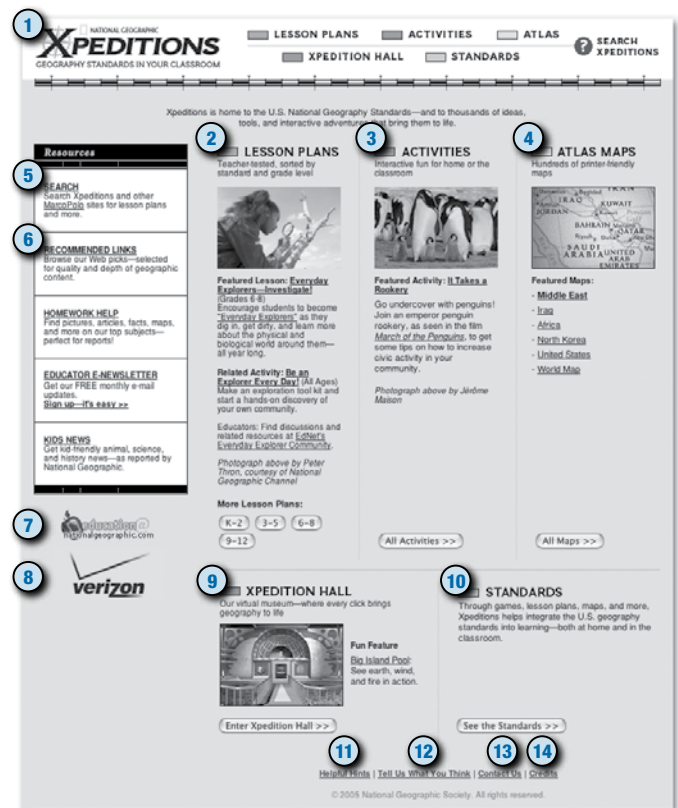 1
NATIONAL GEOGRAPHIC
XPEDITIONS
GEOGRAPHY STANDARDS IN YOUR CLASSROOM
LESSON PLANS ACTIVITIES ATLAS
XPEDITION HALL STANDARDS
? SEARCH
XPEDITIONS
Xpeditions is home to the U.S. National Geography Standards—and to thousands of ideas,
tools, and interactive adventures that bring them to life.
Resources
5
SEARCH
Search Xpeditions and other
MarcoPolo sites for lesson plans
and more.
6
RECOMMENDED LINKS
Browse our Web picks—selected
for quality and depth of geographic
content.
HOMEWORK HELP
Find pictures, articles, facts, maps,
and more on our top subjects—
perfect for reports!
EDUCATOR E-NEWSLETTER
Get our FREE monthly e-mail
updates.
Sign up—it's easy >>
KIDS NEWS
Get kid-friendly animal, science,
and history news—as reported by
National Geographic.
7
education@
nationalgeographic.com
8
verizon
2
LESSON PLANS
Teacher-tested, sorted by
standard and grade level
Featured Lesson: Everyday
Explorers—Investigate!
(Grades 6-8)
Encourage students to become
"Everyday Explorers" as they
dig in, get dirty, and learn more
about the physical and
biological world around them—
all year long.
Related Activity: Be an
Explorer Every Day! (All Ages)
Make an exploration tool kit and
start a hands-on discovery of
your own community.
Educators: Find discussions and
related resources at EdNet's
Everyday Explorer Community.
Photograph above by Peter
Thron, courtesy of National
Geographic Channel
More Lesson Plans:
K-2 3-5 6-8
9-12
3
ACTIVITIES
Interactive fun for home or the
classroom
Featured Activity: It Takes a
Rookery
Go undercover with penguins!
Join an emperor penguin
rookery, as seen in the film
March of the Penguins, to get
some tips on how to increase
civic activity in your
community.
Photograph above by Jérôme
Maison
All Activities >>
4
ATLAS MAPS
Hundreds of printer-friendly
maps
IRAN
Baghdad
IRAQ
JORDAN
KUWAIT
BAHRAIN
Riyadh
QATAR
SAUDI
ARABIA
UNITED
ARAB
EMIRATES
Featured Maps:
- Middle East
- Iraq
- Africa
- North Korea
- United States
- World Map
All Maps >>
9
XPEDITION HALL
Our virtual museum—where every click brings
geography to life
Fun Feature
Big Island Pool:
See earth, wind,
and fire in action.
Enter Xpedition Hall >>
10
STANDARDS
Through games, lesson plans, maps, and more,
Xpeditions helps integrate the U.S. geography
standards into learning—both at home and in the
classroom.
See the Standards >>
11 12 13 14
Helpful Hints | Tell Us What You Think | Contact Us | Credits
© 2005 National Geographic Society. All rights reserved.